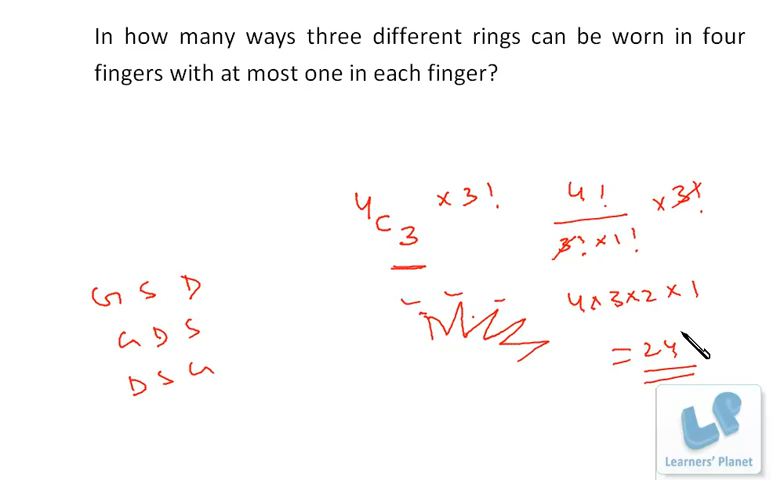 In how many ways three different rings can be worn in four
fingers with at most one in each finger?
4C3 × 3!
4! / 3! × 1! × 3!
4 × 3 × 2 × 1
= 24
G S D
G D S
D S G
LP
Learners' Planet